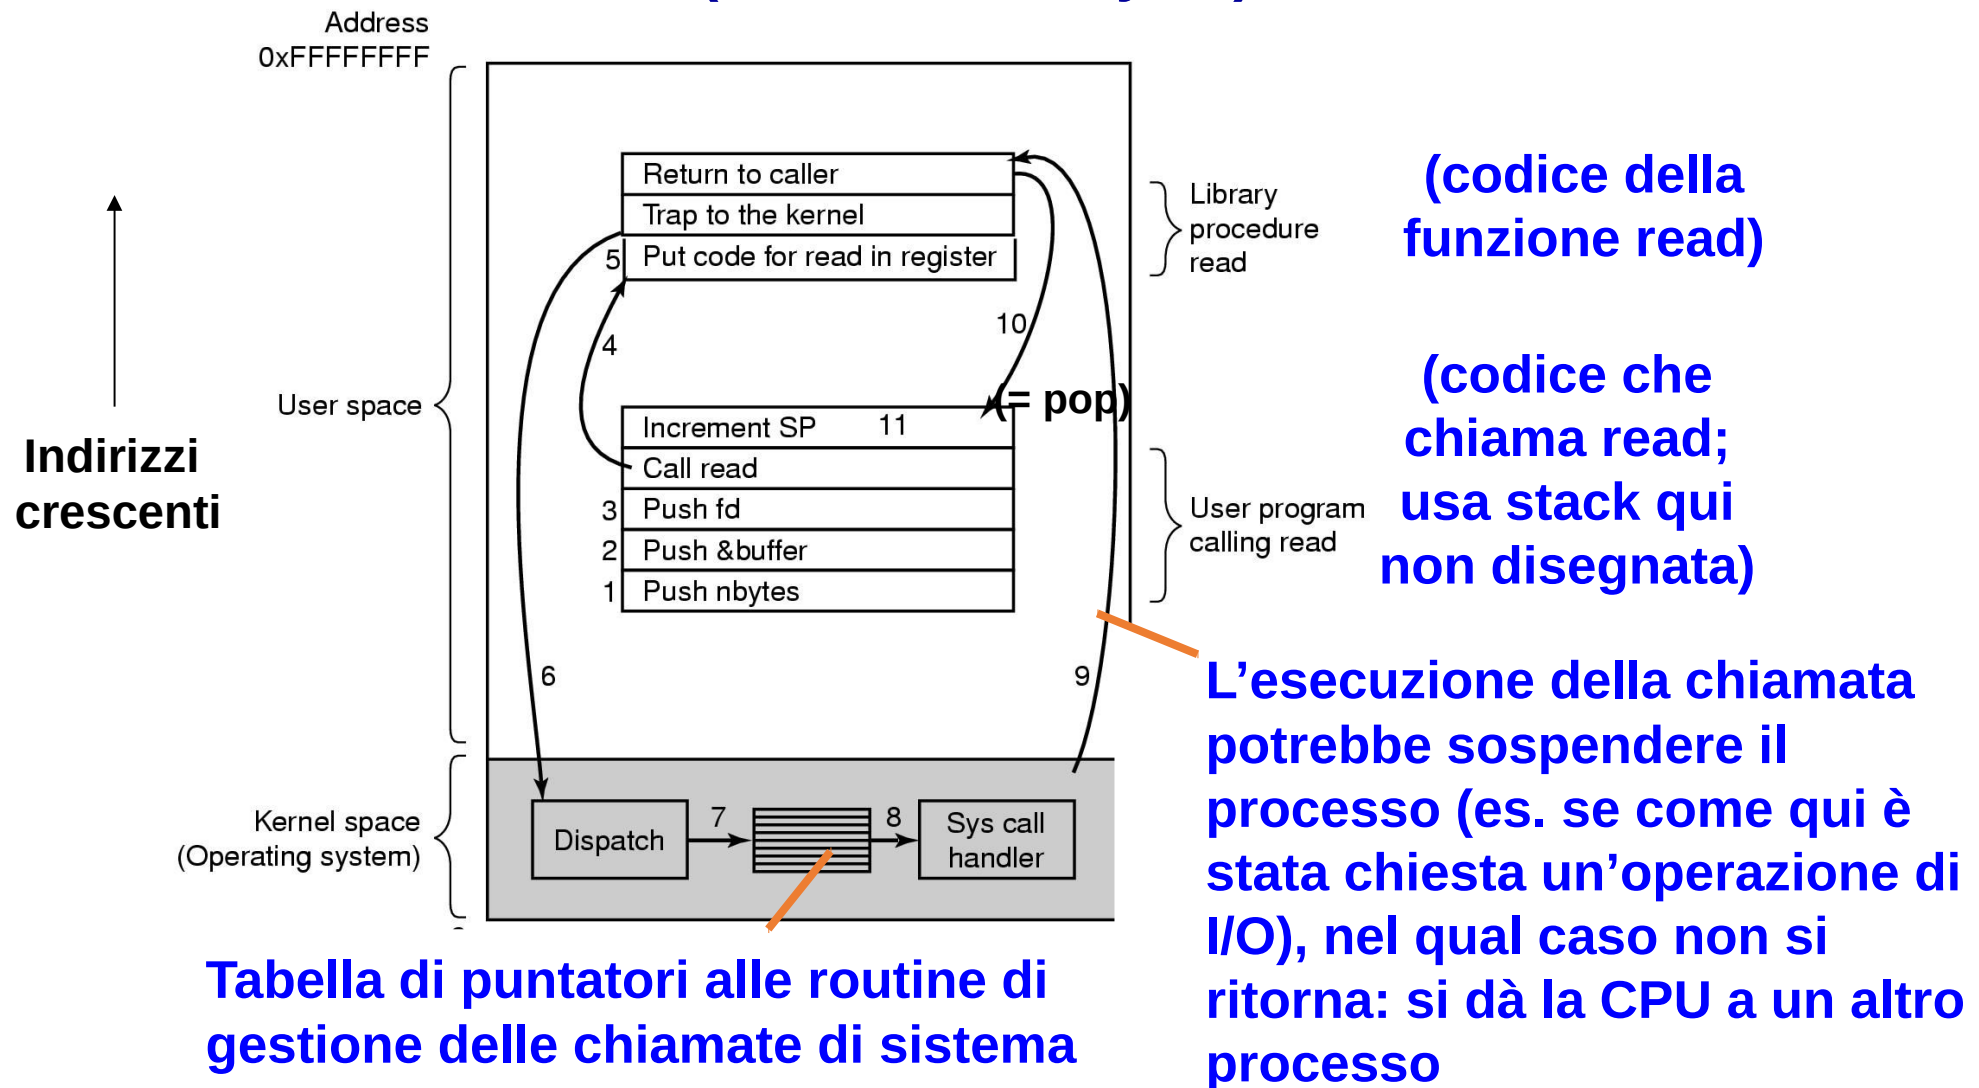 Address
0xFFFFFFFF
Return to caller
Trap to the kernel
5 Put code for read in register
Library
procedure
read
(codice della
funzione read)
4
10
User space
Indirizzi
crescenti
(= pop)
Increment SP 11
Call read
3 Push fd
2 Push &buffer
1 Push nbytes
User program
calling read
(codice che
chiama read;
usa stack qui
non disegnata)
6
9
L’esecuzione della chiamata
potrebbe sospendere il
processo (es. se come qui è
stata chiesta un’operazione di
I/O), nel qual caso non si
ritorna: si dà la CPU a un altro
processo
Kernel space
(Operating system)
Dispatch
7
8
Sys call
handler
Tabella di puntatori alle routine di
gestione delle chiamate di sistema